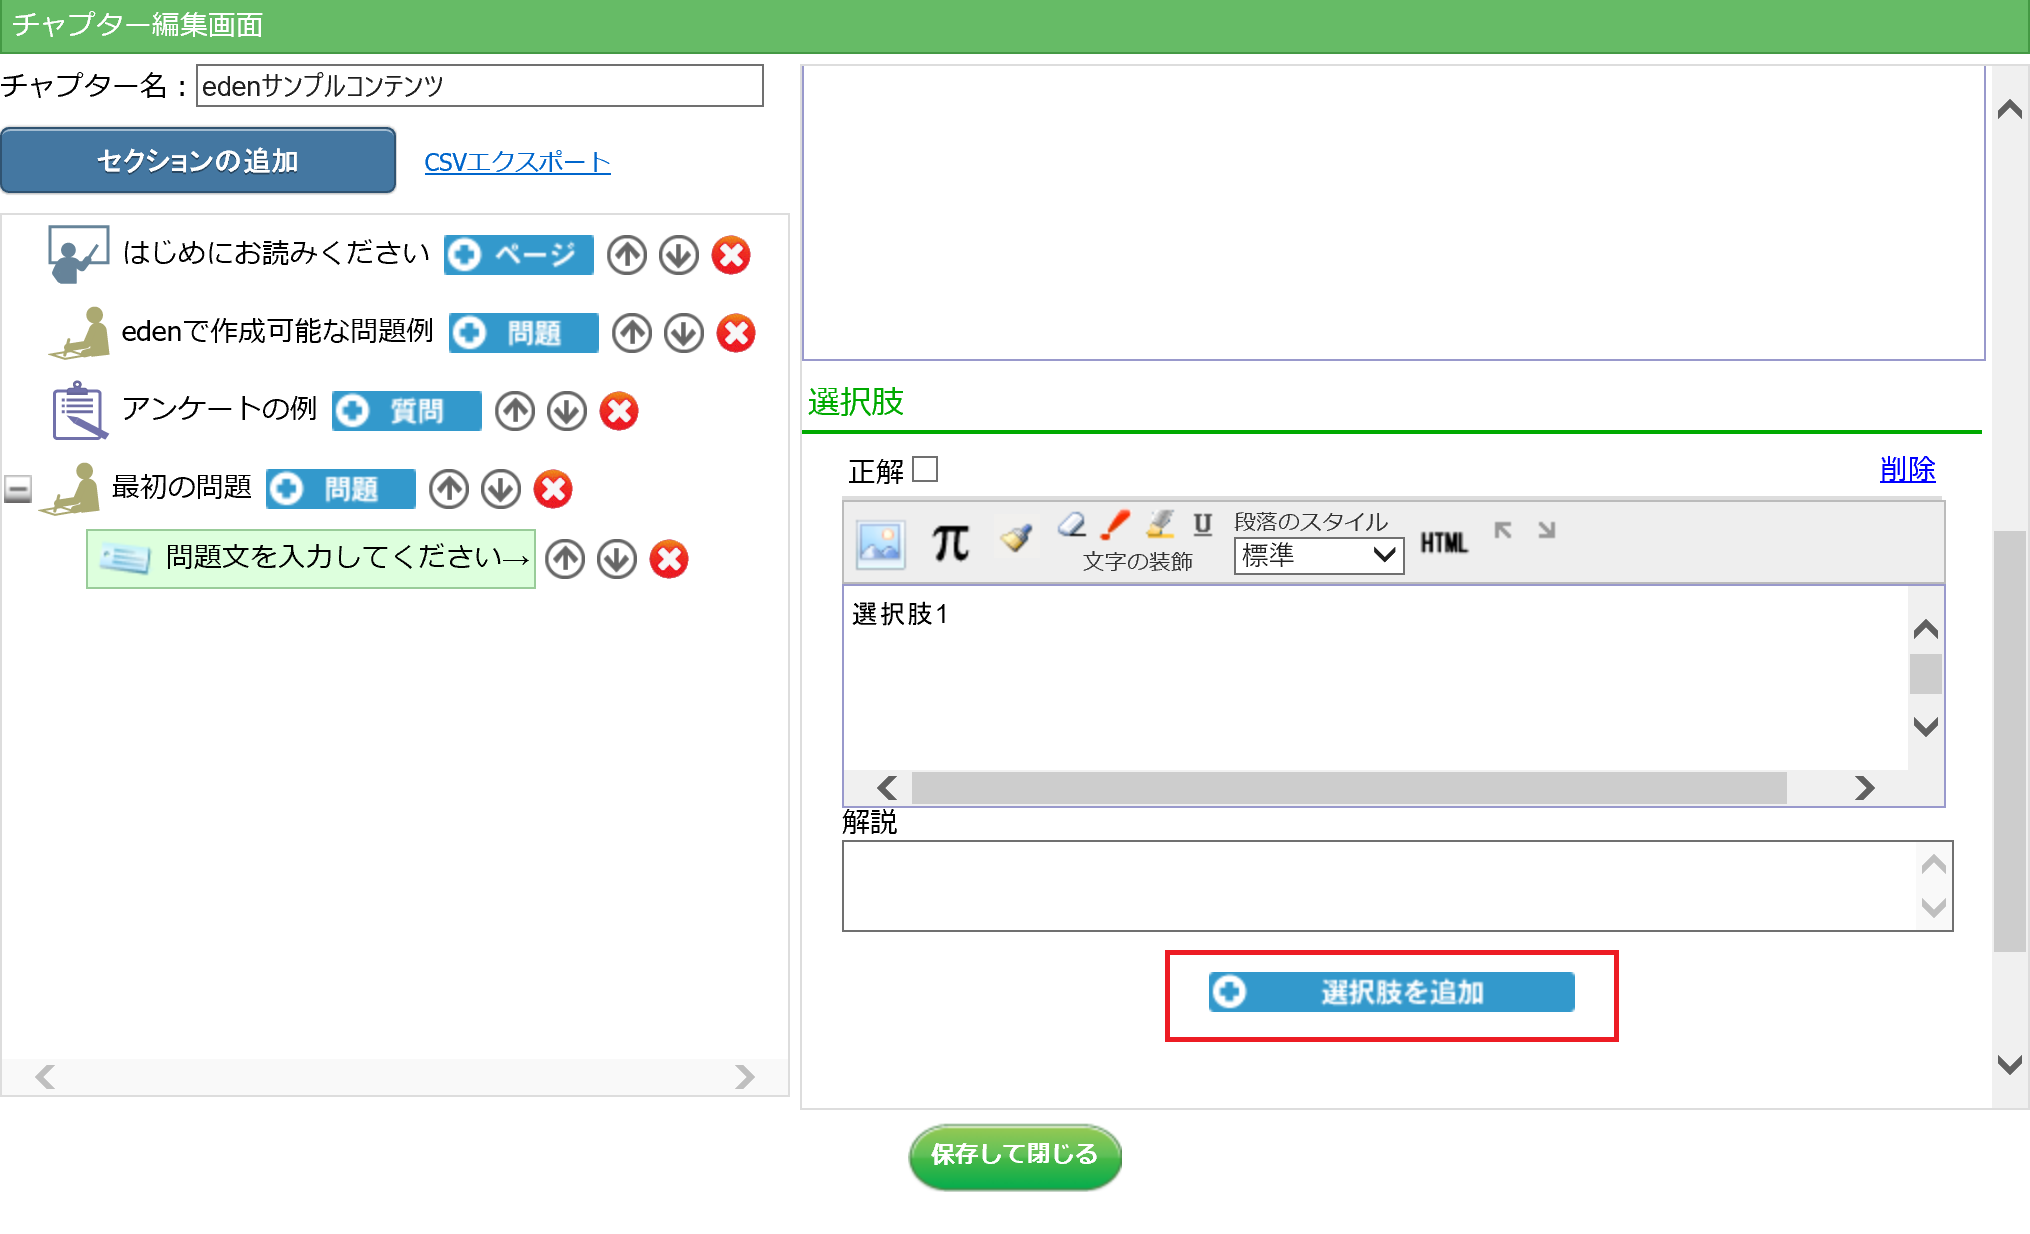 チャプター編集画面
チャプター名：edenサンプルコンテンツ
セクションの追加 CSVエクスポート
はじめにお読みください ページ
edenで作成可能な問題例 問題
アンケートの例 質問
最初の問題 問題
問題文を入力してください→
選択肢
正解 削除
π U 段落のスタイル HTML
文字の装飾 標準
選択肢1
解説
選択肢を追加
保存して閉じる